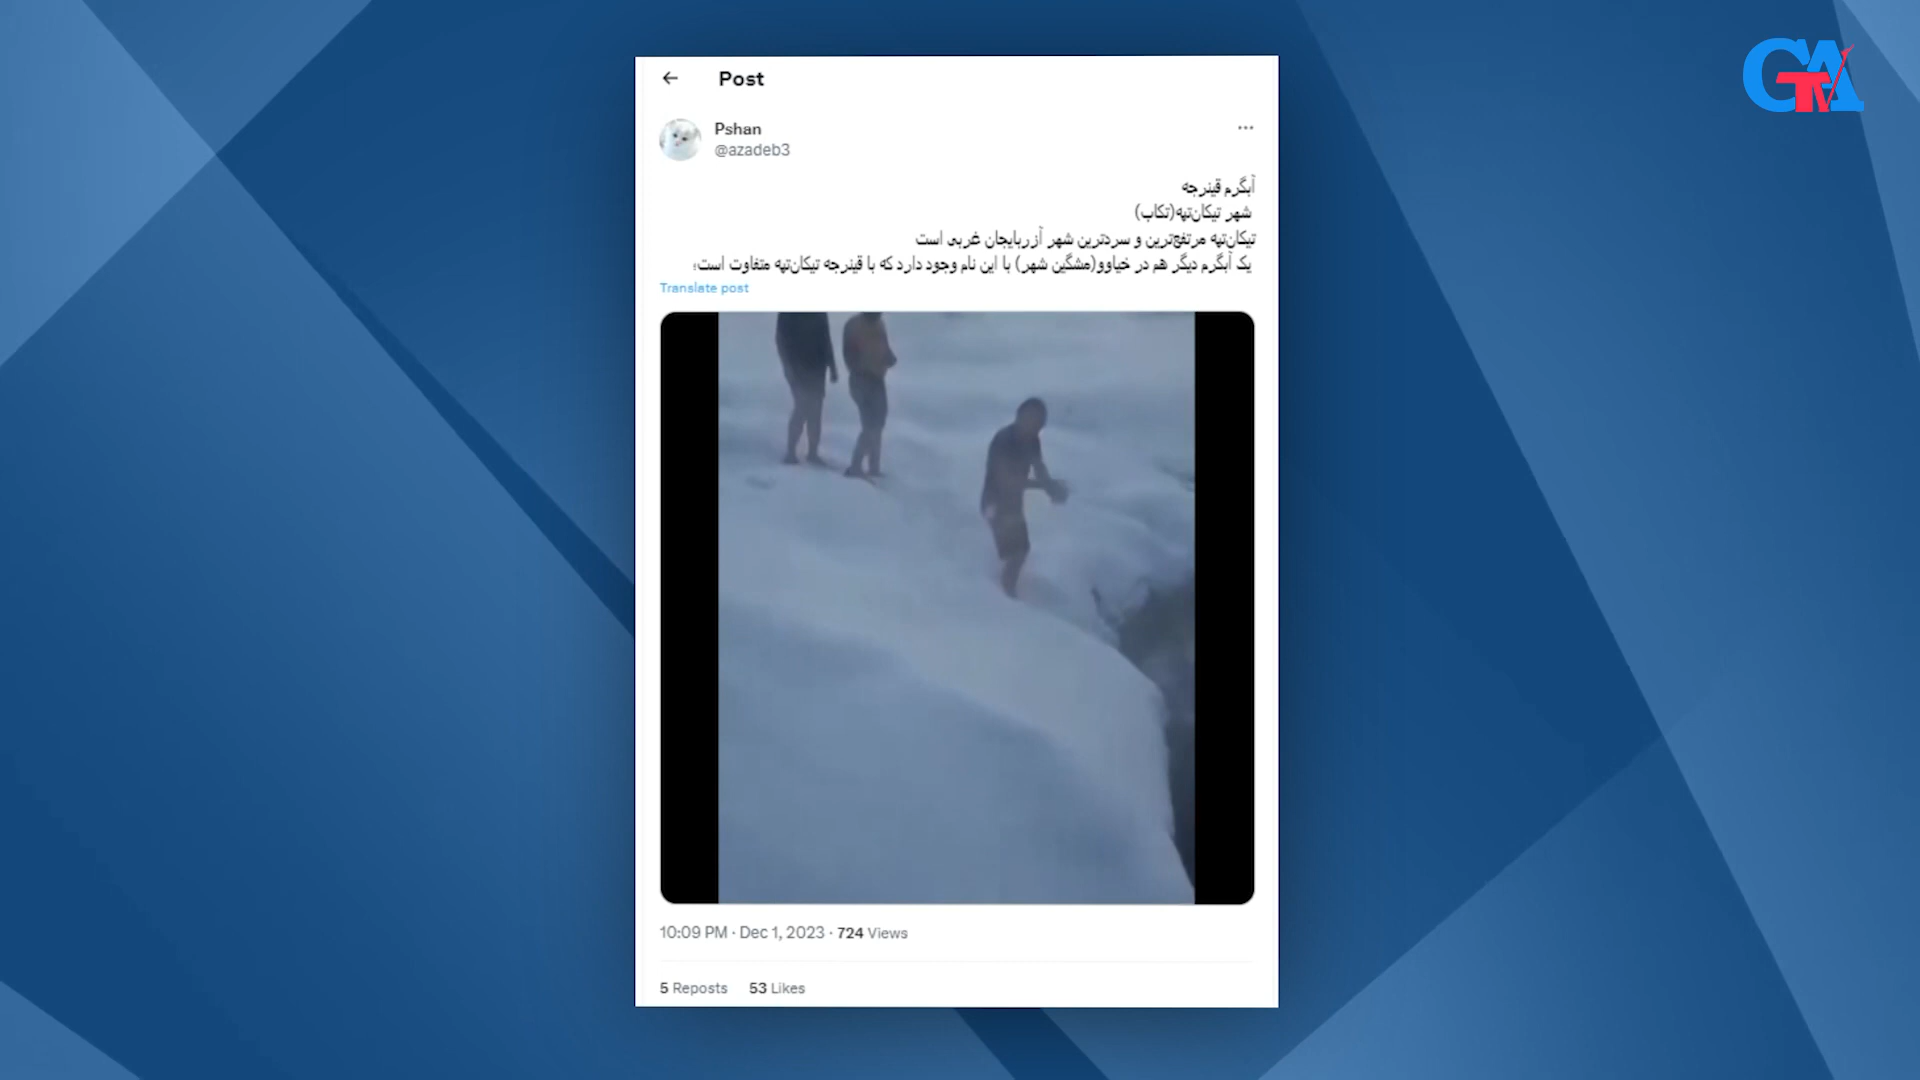 GATV
Post
Pshan
@azadeb3
آبگرم قینرجه
شهر تیکان‌تپه(تکاب)
تیکان‌تپه مرتفع‌ترین و سردترین شهر آزربایجان غربی است
یک آبگرم دیگر هم در خیاوو(مشگین شهر) با این نام وجود دارد که با قینرجه تیکان‌تپه متفاوت است؛
Translate post
10:09 PM · Dec 1, 2023 · 724 Views
5 Reposts 53 Likes